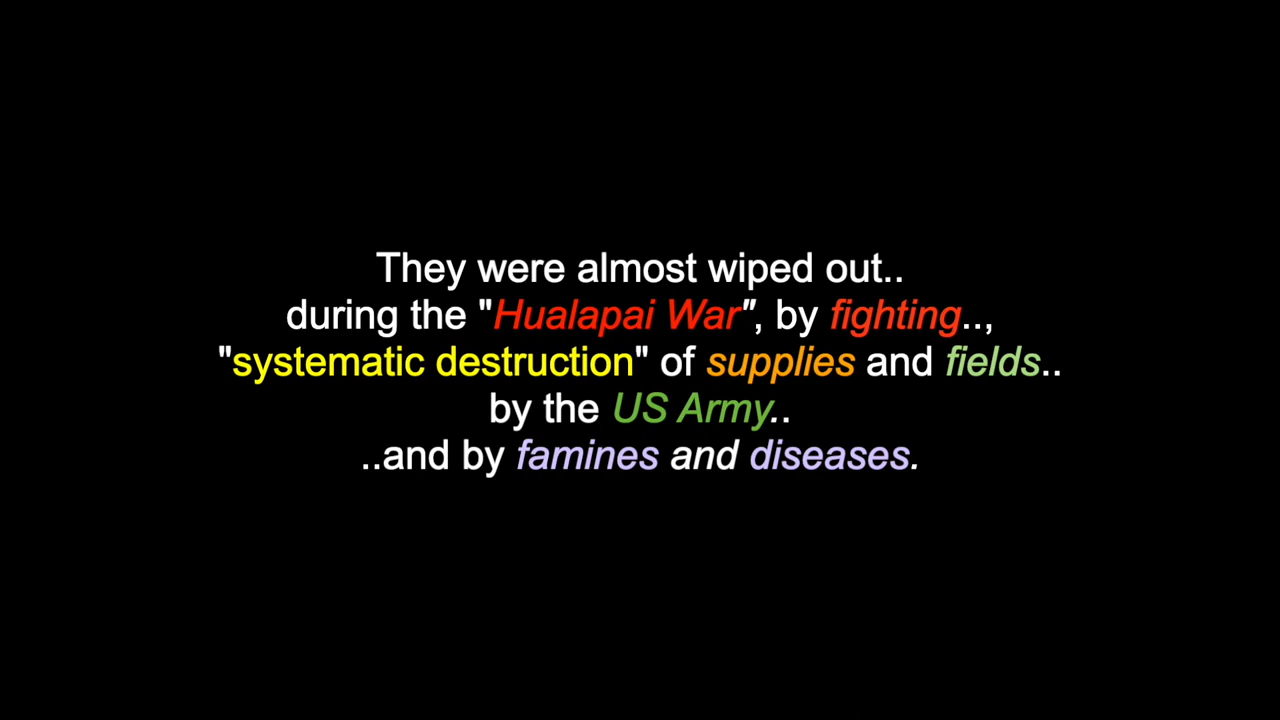 They were almost wiped out..
during the "Hualapai War", by fighting..,
"systematic destruction" of supplies and fields..
by the US Army..
..and by famines and diseases.